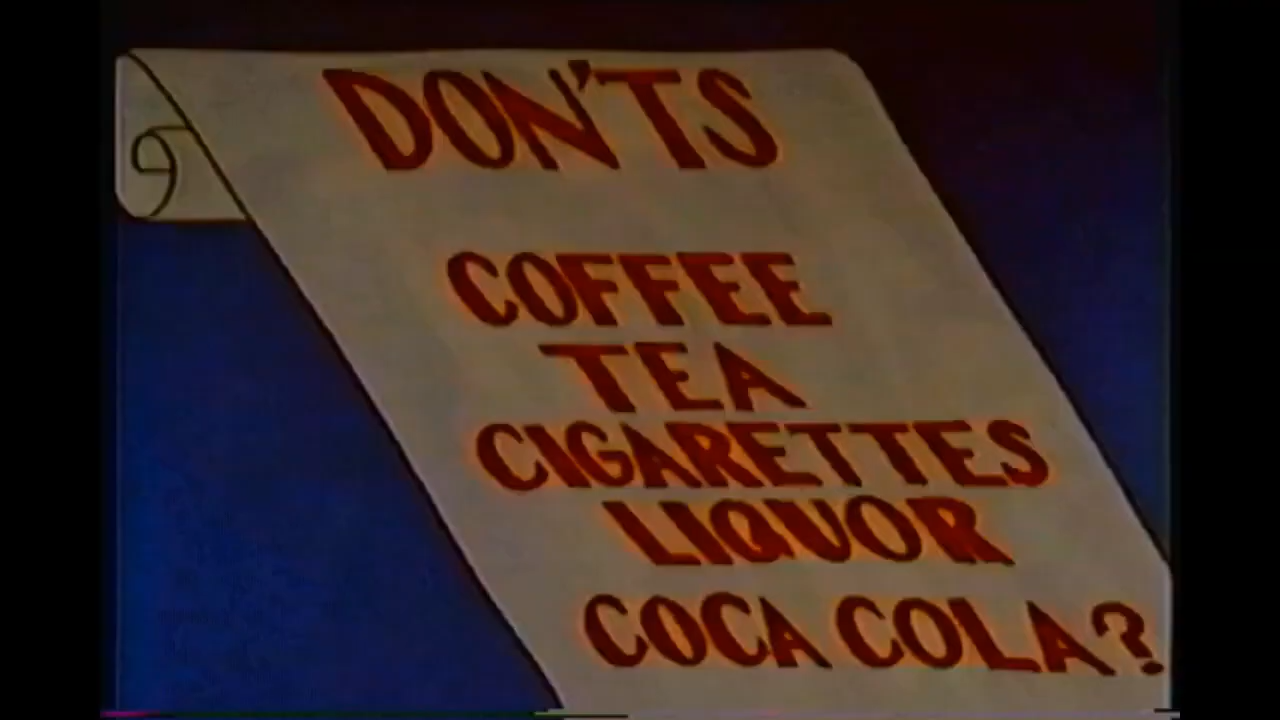 DON'TS
COFFEE
TEA
CIGARETTES
LIQUOR
COCA COLA?